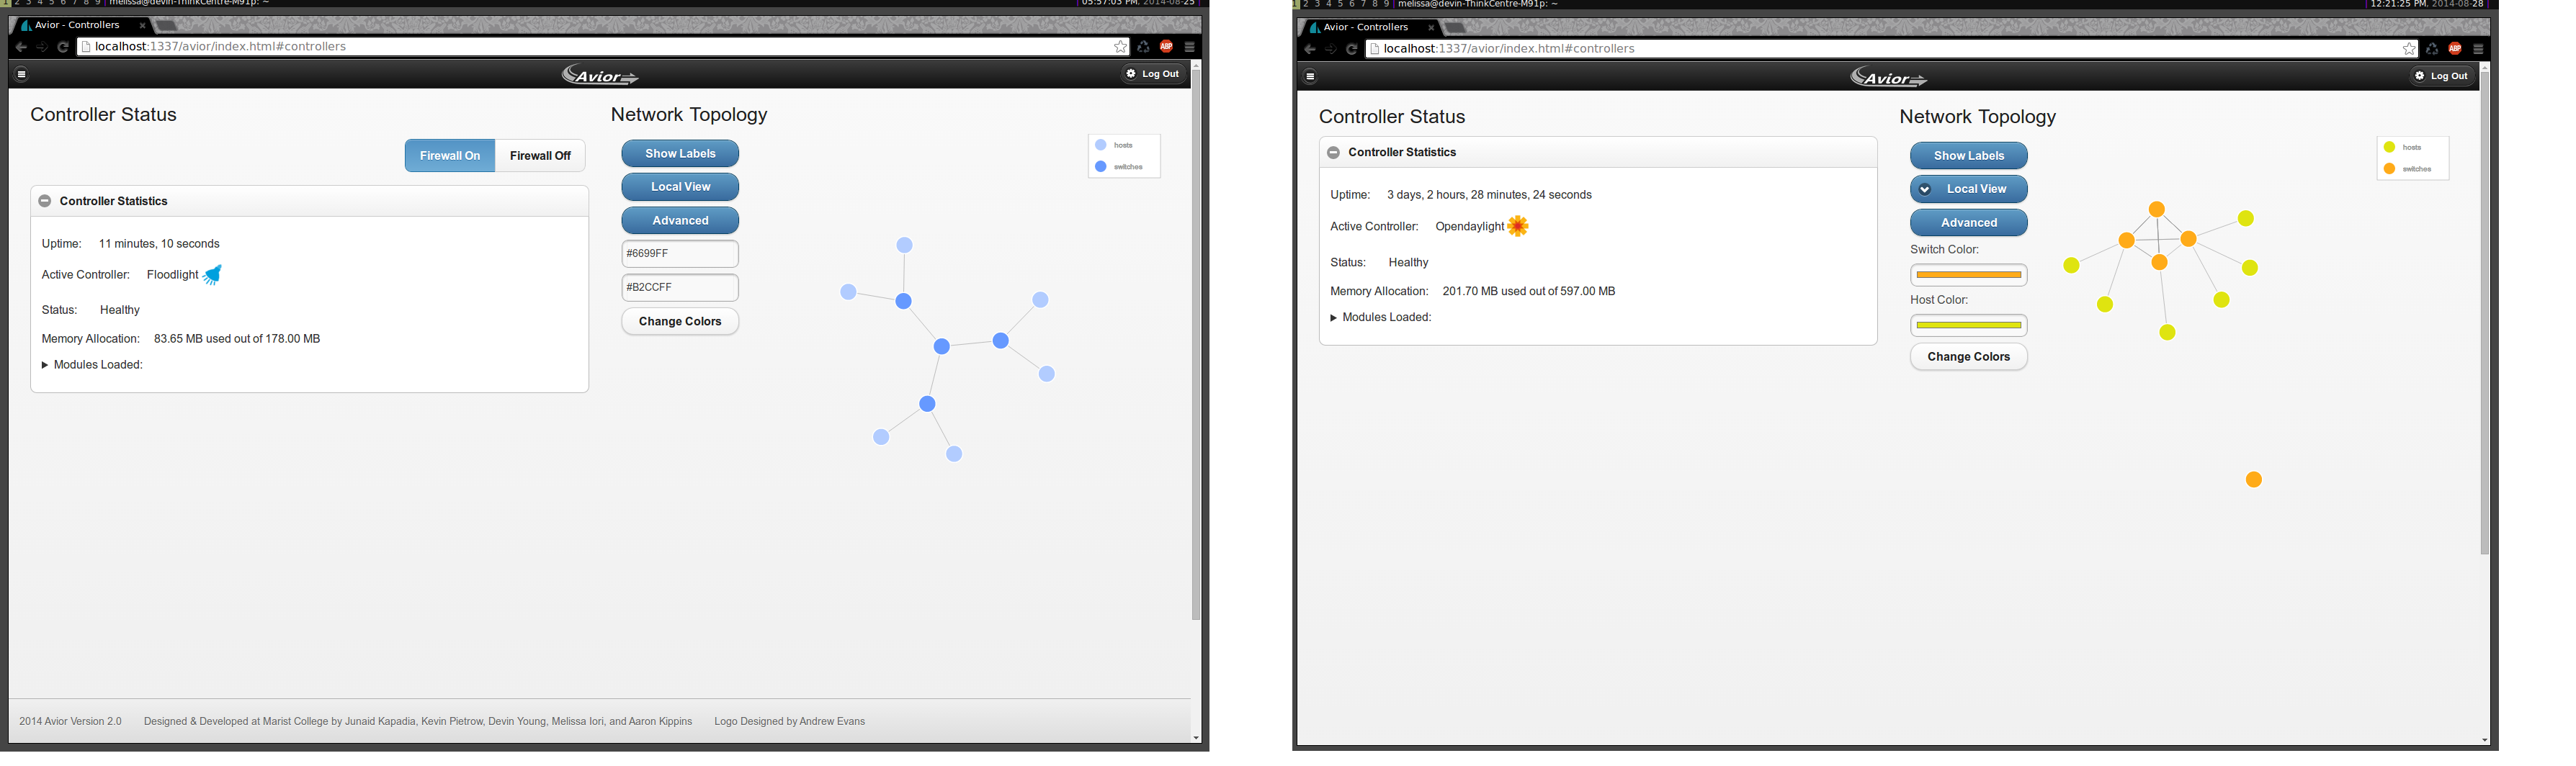 1 2 3 4 5 6 7 8 9 melissa@devin-ThinkCentre-M91p: ~ 05:57:03 PM. 2014-08-25
Avior - Controllers
localhost:1337/avior/index.html#controllers
ABP
Avior
Log Out
Controller Status
Firewall On Firewall Off
Controller Statistics
Uptime: 11 minutes, 10 seconds
Active Controller: Floodlight
Status: Healthy
Memory Allocation: 83.65 MB used out of 178.00 MB
Modules Loaded:
Network Topology
Show Labels
Local View
Advanced
#6699FF
#B2CCFF
Change Colors
hosts
switches
2014 Avior Version 2.0 Designed & Developed at Marist College by Junaid Kapadia, Kevin Pietrow, Devin Young, Melissa Iori, and Aaron Kippins Logo Designed by Andrew Evans
1 2 3 4 5 6 7 8 9 melissa@devin-ThinkCentre-M91p: ~ 12:21:25 PM. 2014-08-28
Avior - Controllers
localhost:1337/avior/index.html#controllers
ABP
Avior
Log Out
Controller Status
Controller Statistics
Uptime: 3 days, 2 hours, 28 minutes, 24 seconds
Active Controller: Opendaylight
Status: Healthy
Memory Allocation: 201.70 MB used out of 597.00 MB
Modules Loaded:
Network Topology
Show Labels
Local View
Advanced
Switch Color:
Host Color:
Change Colors
hosts
switches